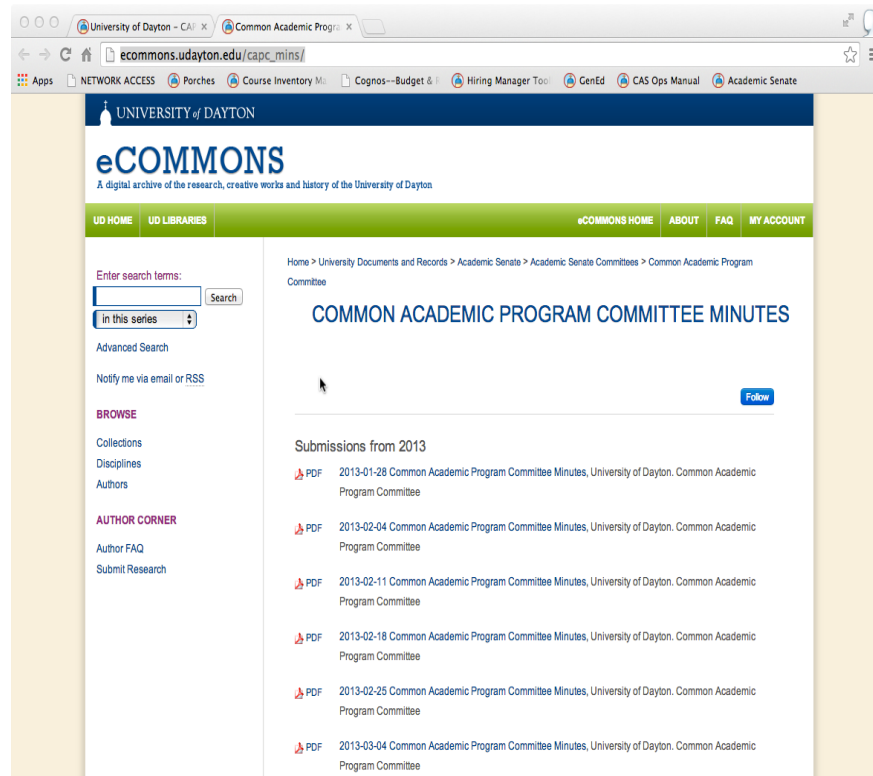 University of Dayton – CAP
Common Academic Progra
ecommons.udayton.edu/capc_mins/
Apps NETWORK ACCESS Porches Course Inventory Ma Cognos--Budget & Hiring Manager Tool GenEd CAS Ops Manual Academic Senate
UNIVERSITY of DAYTON
eCOMMONS
A digital archive of the research, creative works and history of the University of Dayton
UD HOME UD LIBRARIES eCOMMONS HOME ABOUT FAQ MY ACCOUNT
Enter search terms:
Search
in this series
Advanced Search
Notify me via email or RSS
BROWSE
Collections
Disciplines
Authors
AUTHOR CORNER
Author FAQ
Submit Research
Home > University Documents and Records > Academic Senate > Academic Senate Committees > Common Academic Program
Committee
COMMON ACADEMIC PROGRAM COMMITTEE MINUTES
Follow
Submissions from 2013
PDF 2013-01-28 Common Academic Program Committee Minutes, University of Dayton. Common Academic
Program Committee
PDF 2013-02-04 Common Academic Program Committee Minutes, University of Dayton. Common Academic
Program Committee
PDF 2013-02-11 Common Academic Program Committee Minutes, University of Dayton. Common Academic
Program Committee
PDF 2013-02-18 Common Academic Program Committee Minutes, University of Dayton. Common Academic
Program Committee
PDF 2013-02-25 Common Academic Program Committee Minutes, University of Dayton. Common Academic
Program Committee
PDF 2013-03-04 Common Academic Program Committee Minutes, University of Dayton. Common Academic
Program Committee